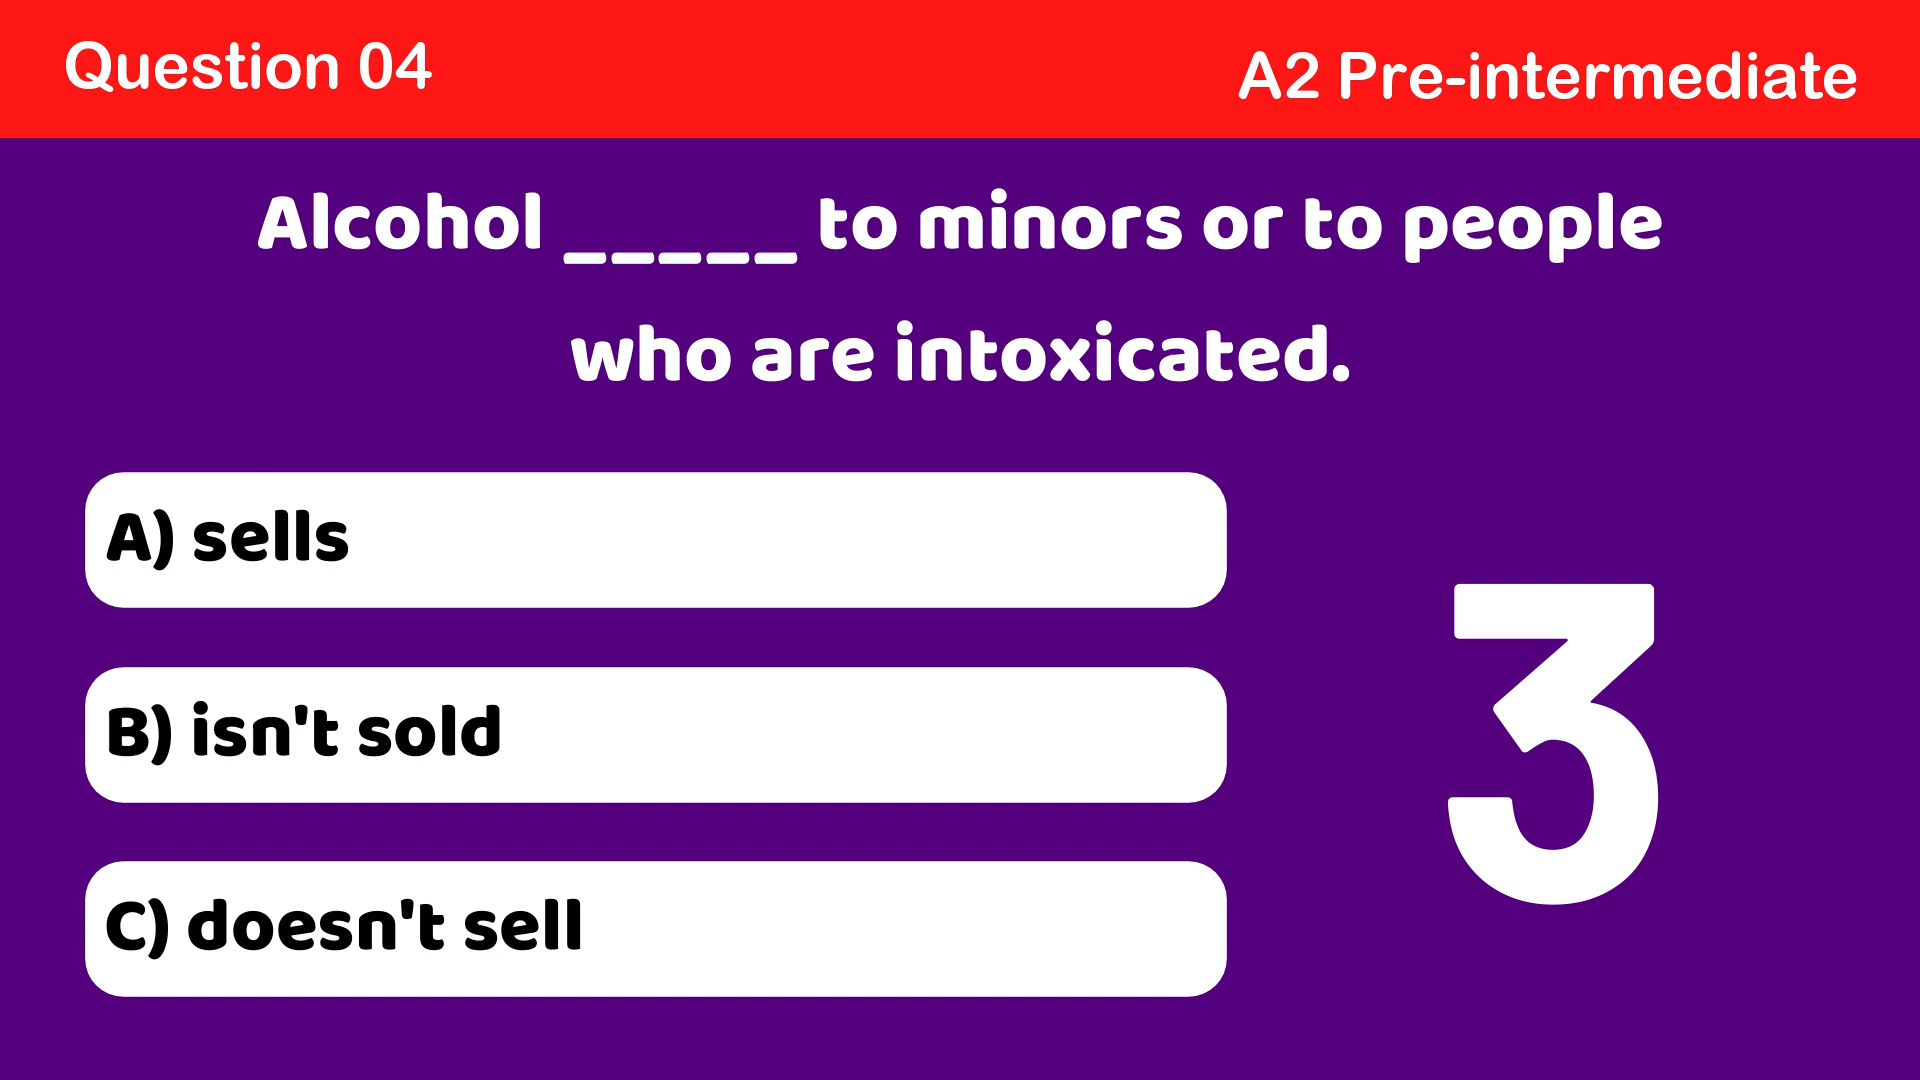 Question 04
A2 Pre-intermediate
Alcohol _____ to minors or to people
who are intoxicated.
A) sells
B) isn't sold
C) doesn't sell
3